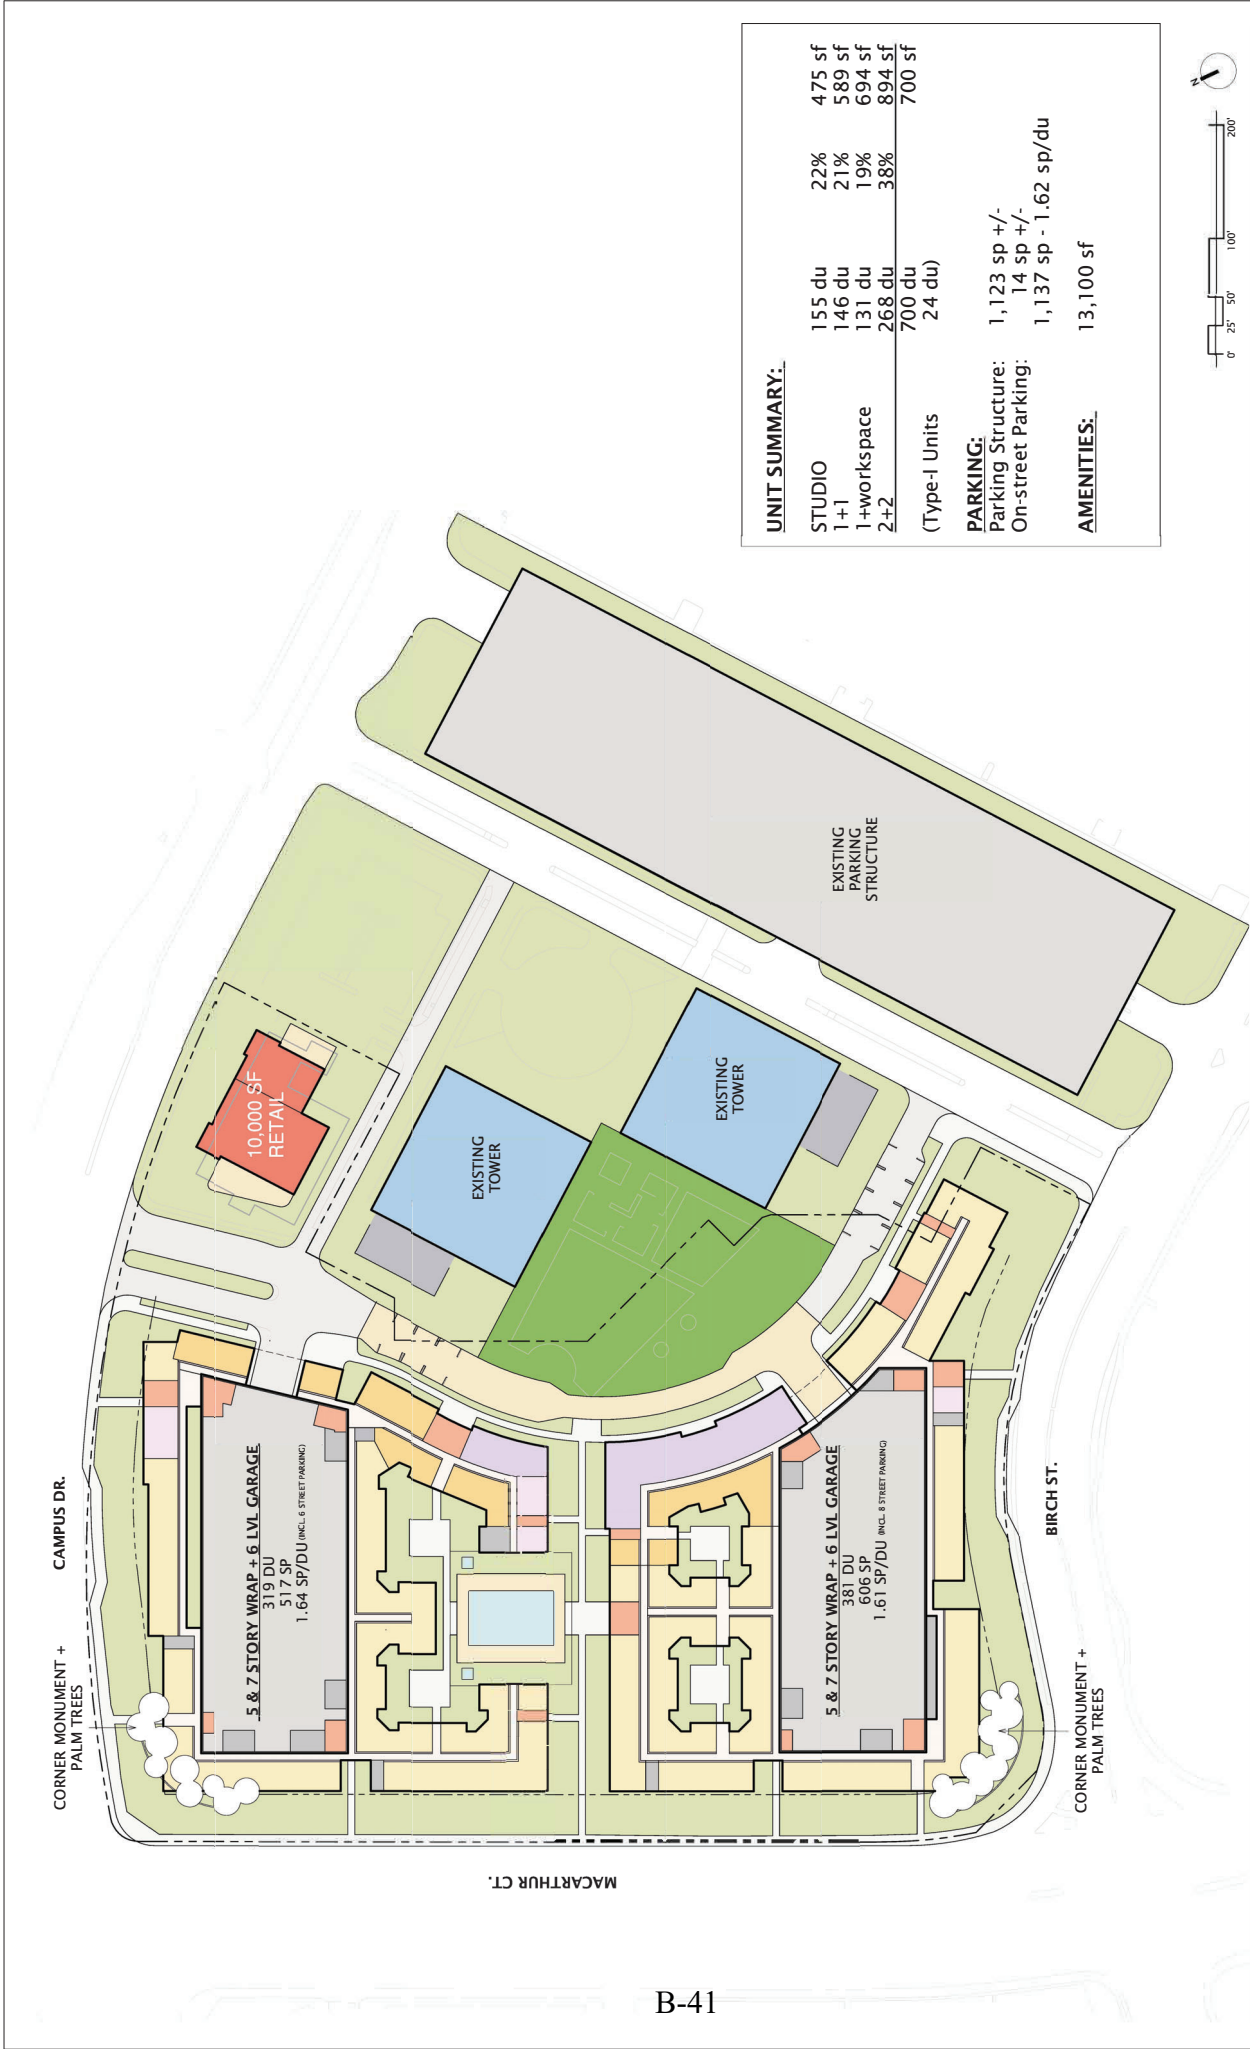 CORNER MONUMENT +
PALM TREES
CAMPUS DR.
10,000 SF
RETAIL
5 & 7 STORY WRAP + 6 LVL GARAGE
319 DU
517 SP
1.64 SP/DU (INCL. 6 STREET PARKING)
EXISTING
TOWER
EXISTING
TOWER
EXISTING
PARKING
STRUCTURE
MACARTHUR CT.
5 & 7 STORY WRAP + 6 LVL GARAGE
381 DU
606 SP
1.61 SP/DU (INCL. 8 STREET PARKING)
BIRCH ST.
CORNER MONUMENT +
PALM TREES
UNIT SUMMARY:
STUDIO 155 du 22% 475 sf
1+1 146 du 21% 589 sf
1+workspace 131 du 19% 694 sf
2+2 268 du 38% 894 sf
700 du 700 sf
(Type-I Units 24 du)
PARKING:
Parking Structure: 1,123 sp +/-
On-street Parking: 14 sp +/-
1,137 sp - 1.62 sp/du
AMENITIES: 13,100 sf
N
0' 25' 50' 100' 200'
B-41